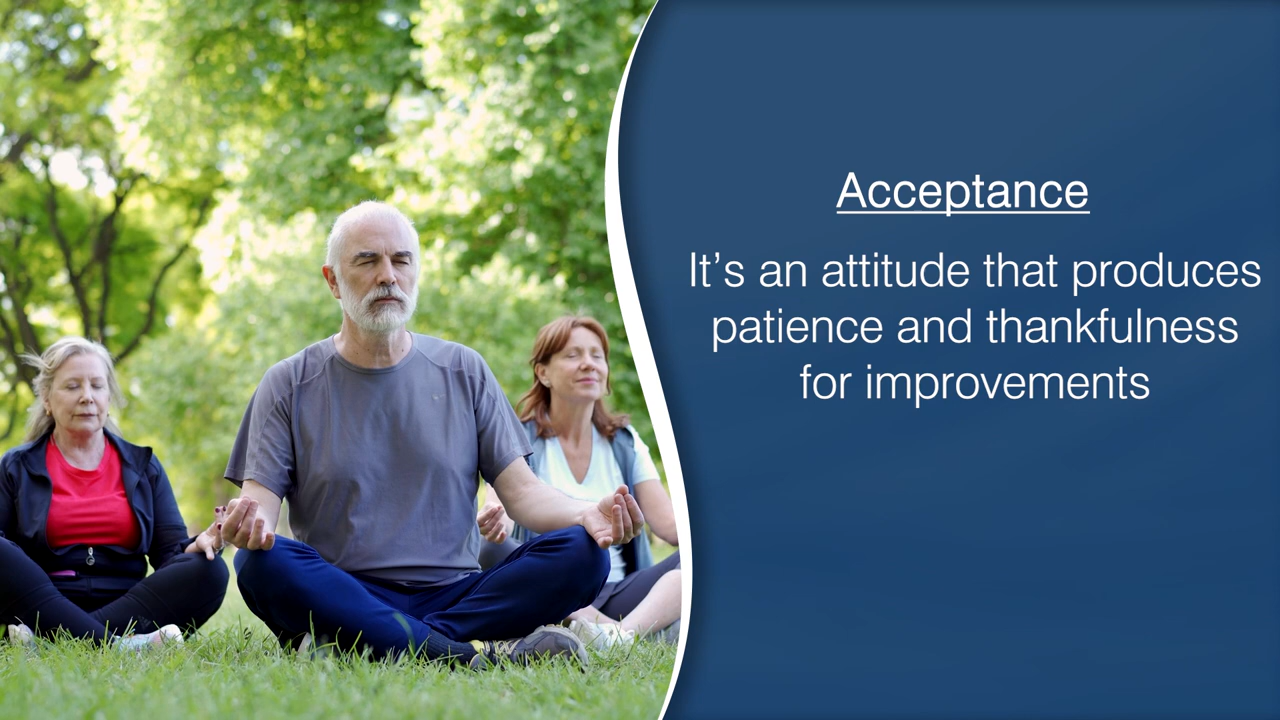 Acceptance
It’s an attitude that produces
patience and thankfulness
for improvements